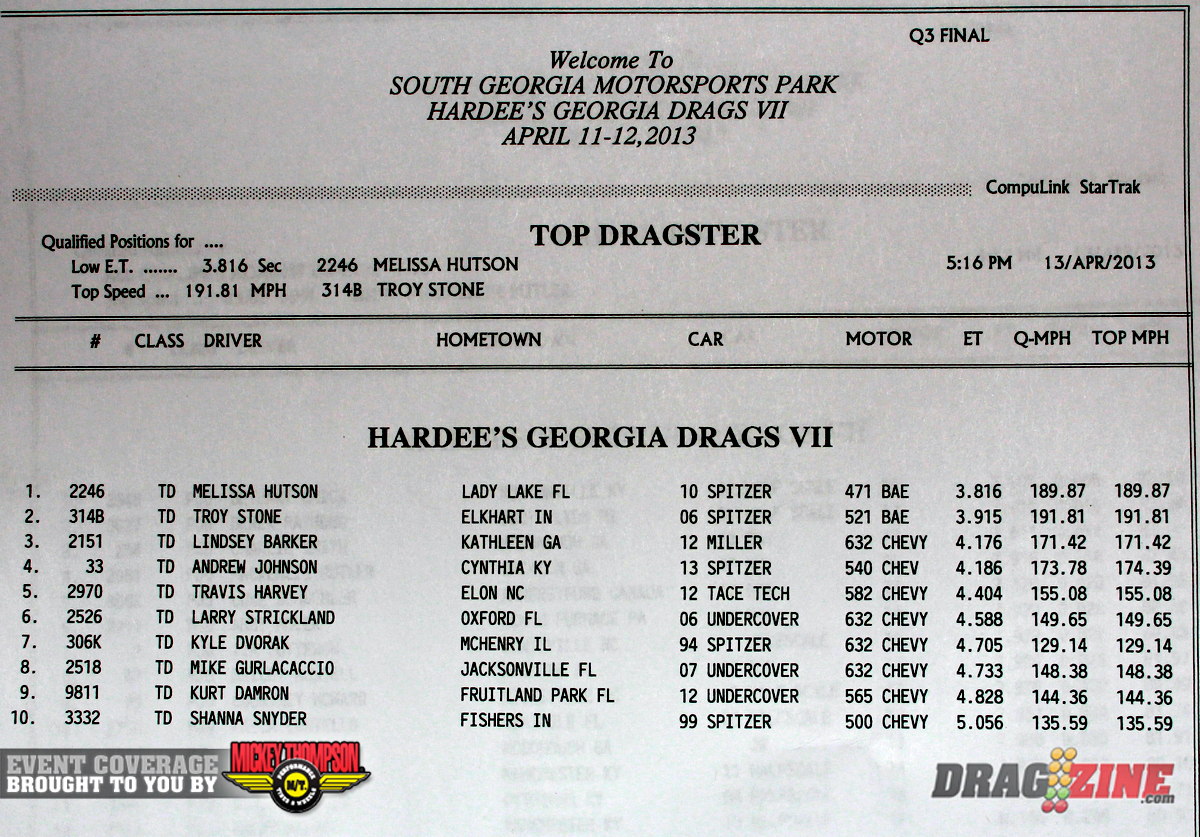 Q3 FINAL
Welcome To
SOUTH GEORGIA MOTORSPORTS PARK
HARDEE'S GEORGIA DRAGS VII
APRIL 11-12,2013
CompuLink StarTrak
Qualified Positions for ....
TOP DRAGSTER
Low E.T. ....... 3.816 Sec 2246 MELISSA HUTSON 5:16 PM 13/APR/2013
Top Speed ... 191.81 MPH 314B TROY STONE
# CLASS DRIVER HOMETOWN CAR MOTOR ET Q-MPH TOP MPH
HARDEE'S GEORGIA DRAGS VII
1. 2246 TD MELISSA HUTSON LADY LAKE FL 10 SPITZER 471 BAE 3.816 189.87 189.87
2. 314B TD TROY STONE ELKHART IN 06 SPITZER 521 BAE 3.915 191.81 191.81
3. 2151 TD LINDSEY BARKER KATHLEEN GA 12 MILLER 632 CHEVY 4.176 171.42 171.42
4. 33 TD ANDREW JOHNSON CYNTHIA KY 13 SPITZER 540 CHEV 4.186 173.78 174.39
5. 2970 TD TRAVIS HARVEY ELON NC 12 TACE TECH 582 CHEVY 4.404 155.08 155.08
6. 2526 TD LARRY STRICKLAND OXFORD FL 06 UNDERCOVER 632 CHEVY 4.588 149.65 149.65
7. 306K TD KYLE DVORAK MCHENRY IL 94 SPITZER 632 CHEVY 4.705 129.14 129.14
8. 2518 TD MIKE GURLACACCIO JACKSONVILLE FL 07 UNDERCOVER 632 CHEVY 4.733 148.38 148.38
9. 9811 TD KURT DAMRON FRUITLAND PARK FL 12 UNDERCOVER 565 CHEVY 4.828 144.36 144.36
10. 3332 TD SHANNA SNYDER FISHERS IN 99 SPITZER 500 CHEVY 5.056 135.59 135.59
EVENT COVERAGE
BROUGHT TO YOU BY
MICKEY THOMPSON
PERFORMANCE
M/T
TIRES & WHEELS
DRAGZINE
.com